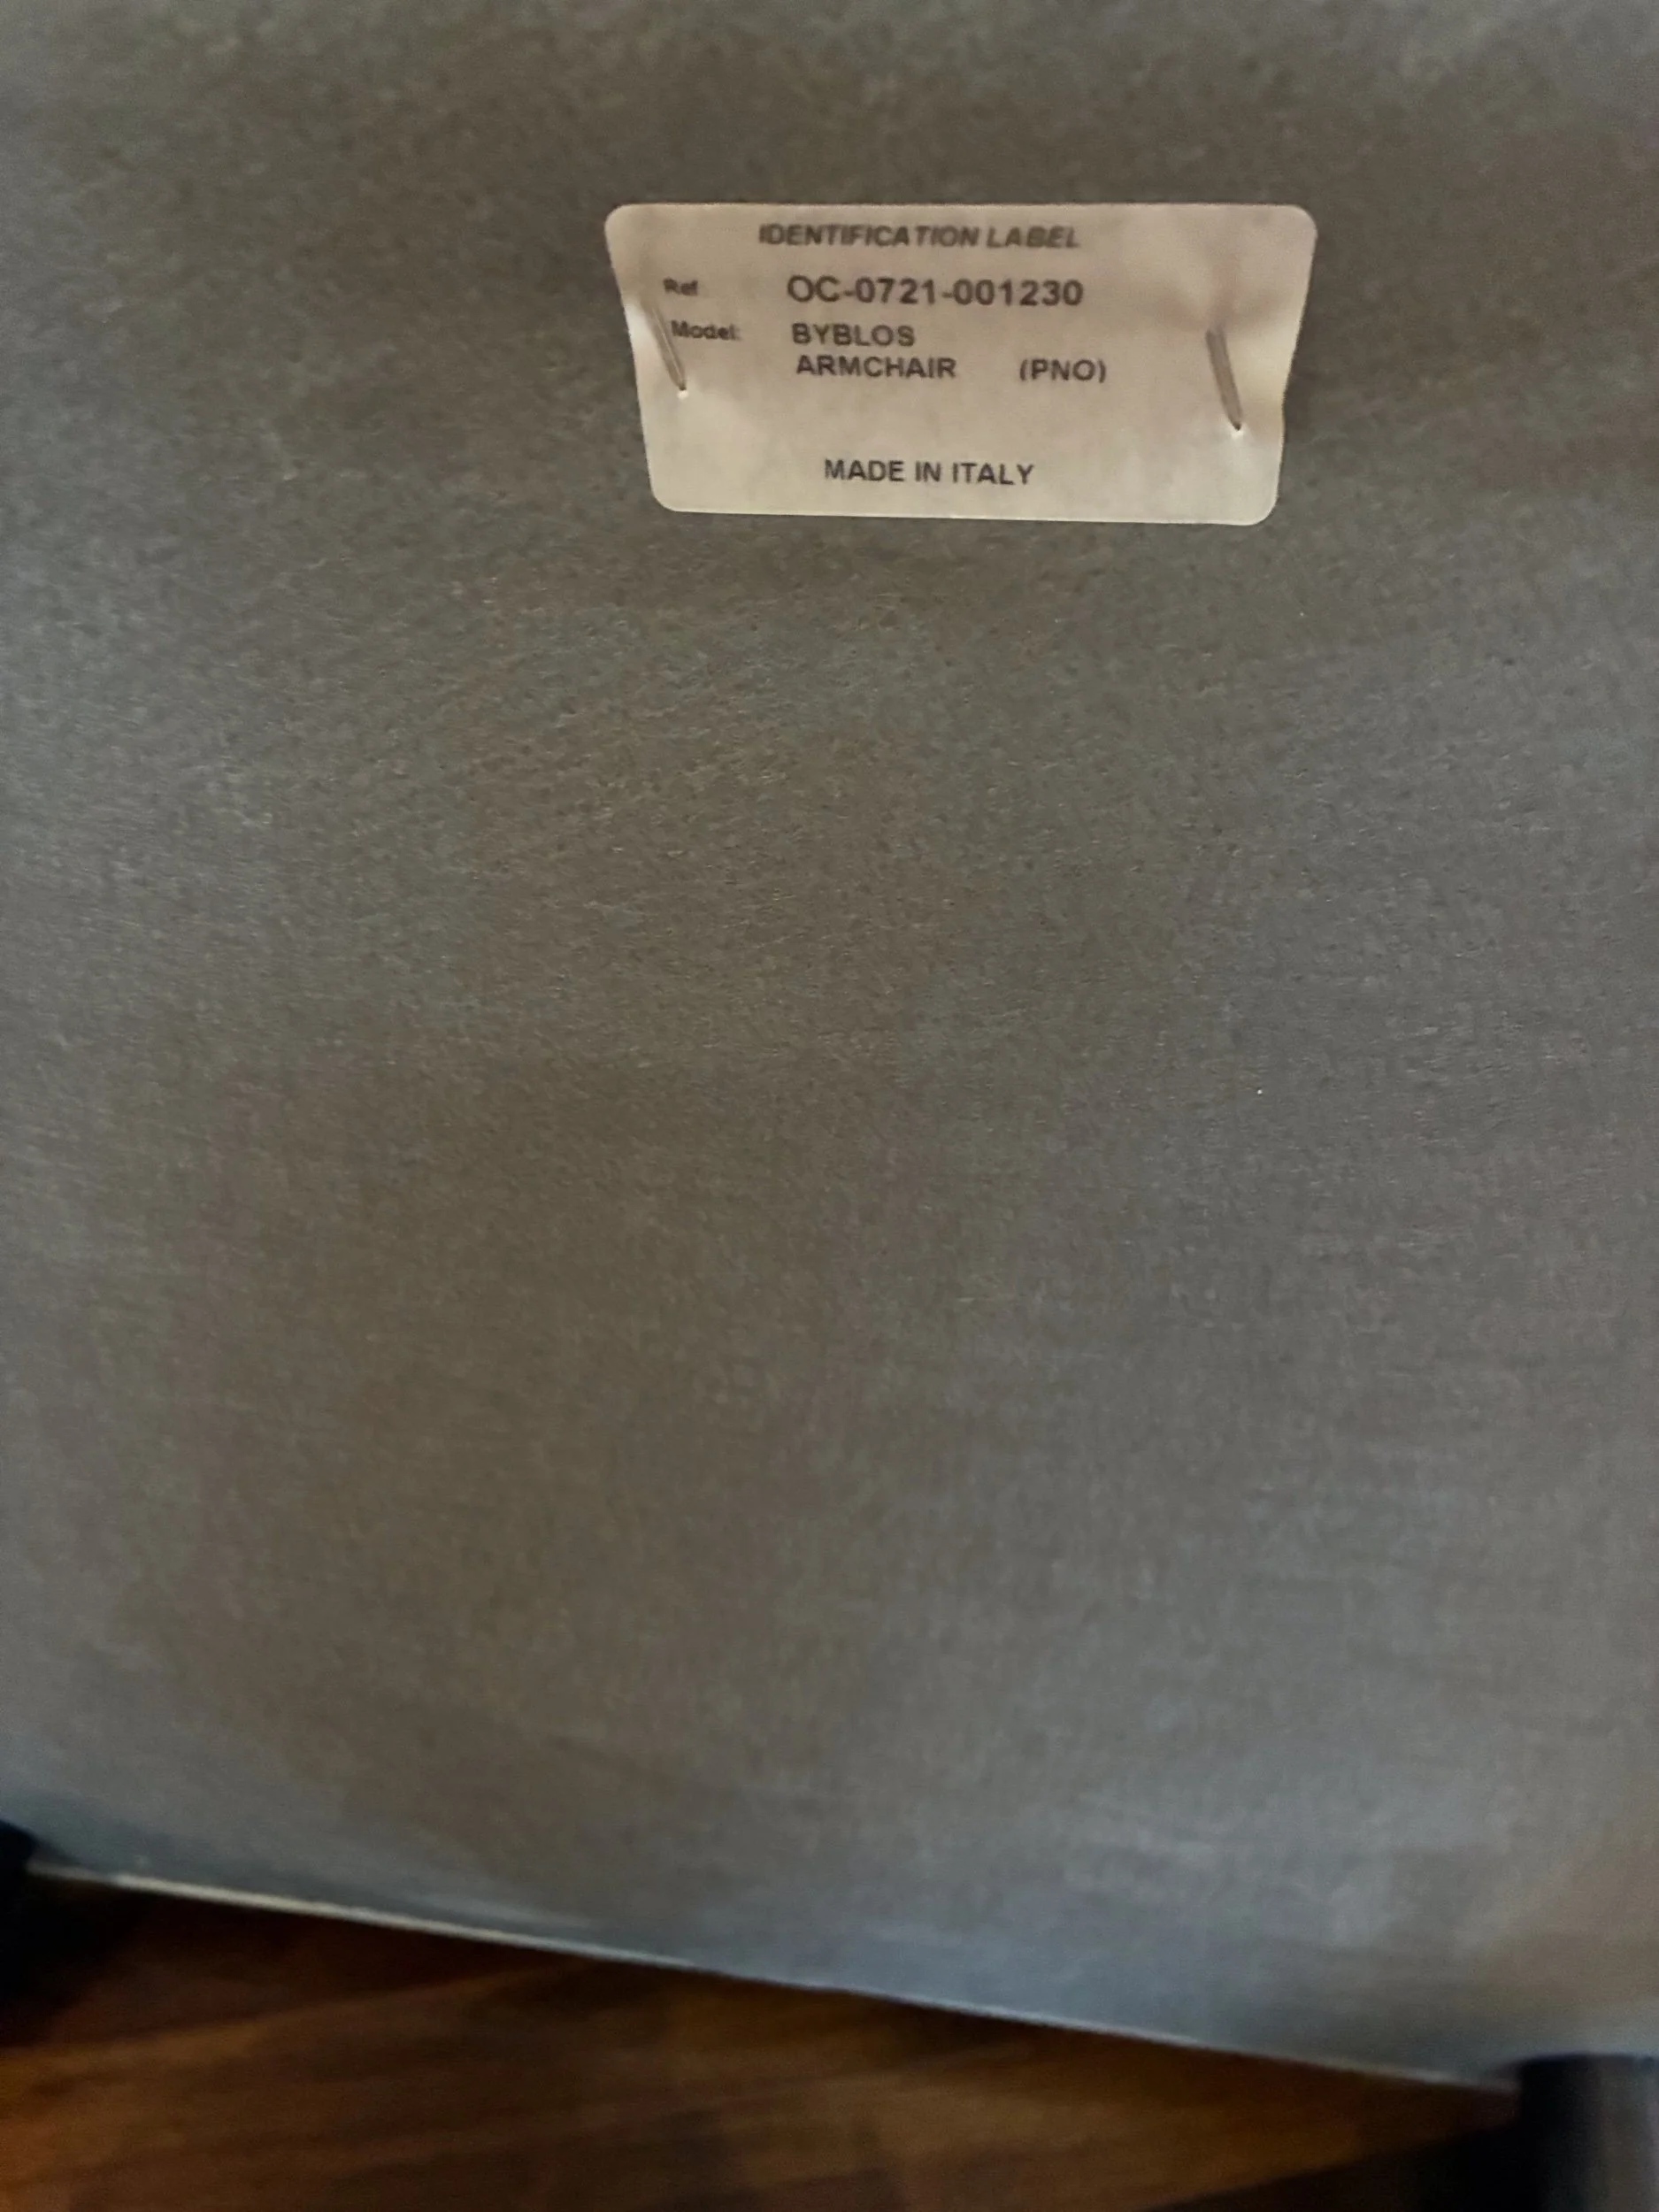 IDENTIFICATION LABEL
Ref OC-0721-001230
Model: BYBLOS
ARMCHAIR (PNO)
MADE IN ITALY